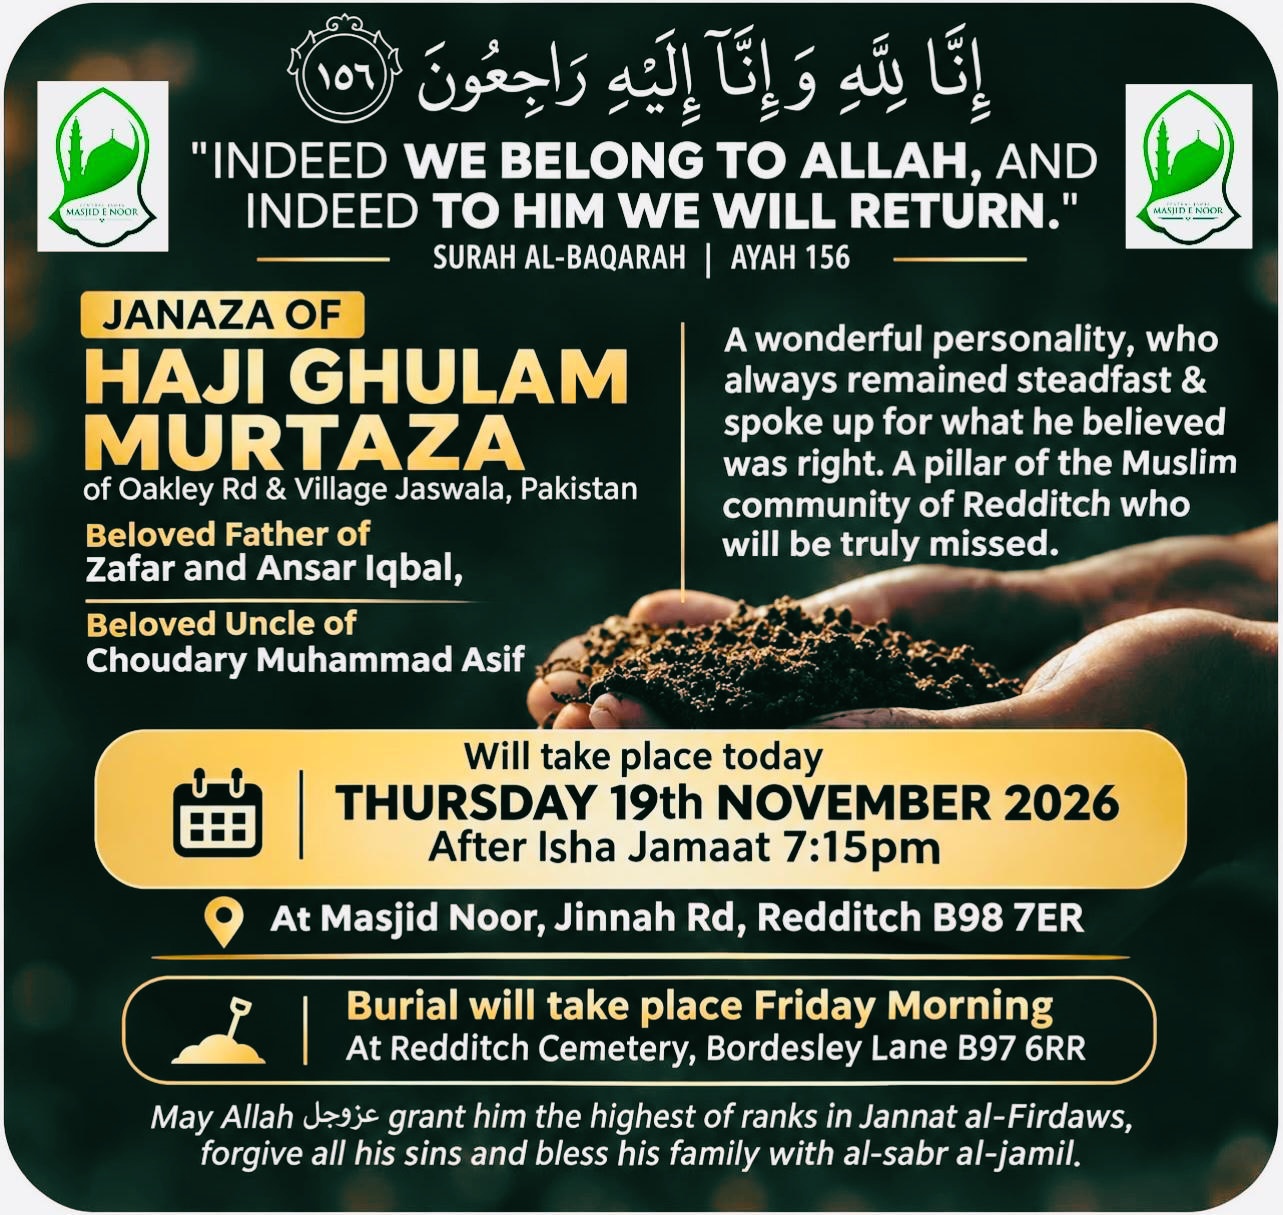 إِنَّا لِلَّهِ وَإِنَّآ إِلَيْهِ رَاجِعُونَ ١٥٦
"INDEED WE BELONG TO ALLAH, AND
INDEED TO HIM WE WILL RETURN."
SURAH AL-BAQARAH | AYAH 156
CENTRAL JAMIA
MASJID E NOOR
CENTRAL JAMIA
MASJID E NOOR
JANAZA OF
HAJI GHULAM
MURTAZA
of Oakley Rd & Village Jaswala, Pakistan
Beloved Father of
Zafar and Ansar Iqbal,
Beloved Uncle of
Choudary Muhammad Asif
A wonderful personality, who
always remained steadfast &
spoke up for what he believed
was right. A pillar of the Muslim
community of Redditch who
will be truly missed.
Will take place today
THURSDAY 19th NOVEMBER 2026
After Isha Jamaat 7:15pm
At Masjid Noor, Jinnah Rd, Redditch B98 7ER
Burial will take place Friday Morning
At Redditch Cemetery, Bordesley Lane B97 6RR
May Allah عزوجل grant him the highest of ranks in Jannat al-Firdaws,
forgive all his sins and bless his family with al-sabr al-jamil.